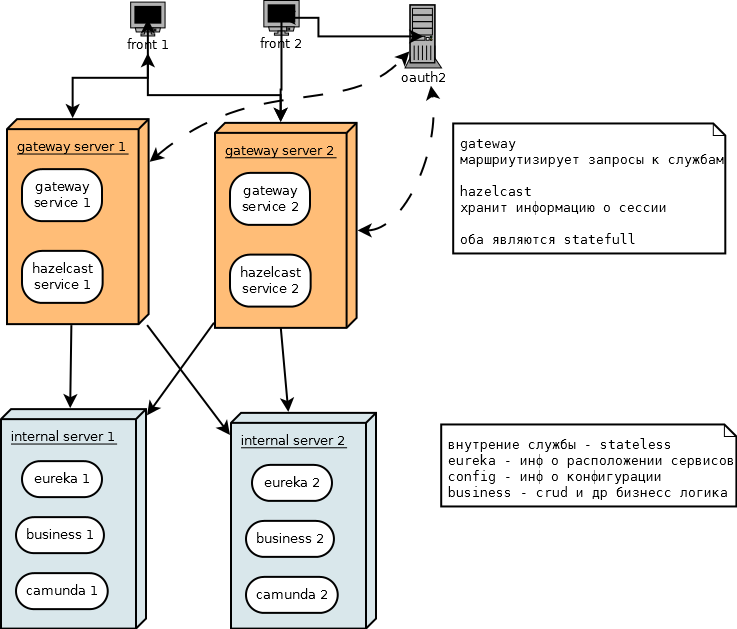 front 1
front 2
oauth2
gateway server 1
gateway
service 1
hazelcast
service 1
gateway server 2
gateway
service 2
hazelcast
service 2
gateway
маршриутизирует запросы к службам
hazelcast
хранит информацию о сессии
оба являются statefull
internal server 1
eureka 1
business 1
camunda 1
internal server 2
eureka 2
business 2
camunda 2
внутрение службы - stateless
eureka - инф о расположении сервисов
config - инф о конфигурации
business - crud и др бизнесс логика